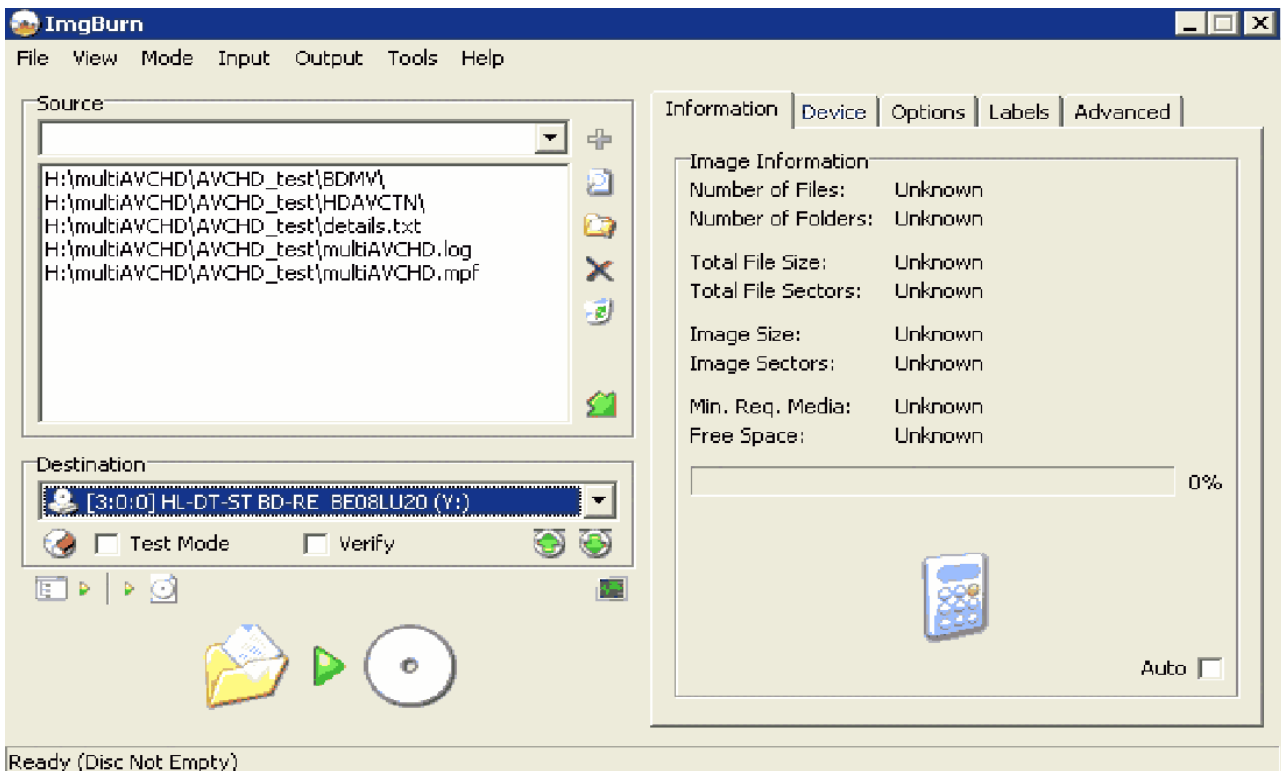 ImgBurn
File View Mode Input Output Tools Help
Source
H:\multiAVCHD\AVCHD_test\BDMV\
H:\multiAVCHD\AVCHD_test\HDAVCTN\
H:\multiAVCHD\AVCHD_test\details.txt
H:\multiAVCHD\AVCHD_test\multiAVCHD.log
H:\multiAVCHD\AVCHD_test\multiAVCHD.mpf
Destination
[3:0:0] HL-DT-ST BD-RE BE08LU20 (Y:)
Test Mode Verify
Information Device Options Labels Advanced
Image Information
Number of Files: Unknown
Number of Folders: Unknown
Total File Size: Unknown
Total File Sectors: Unknown
Image Size: Unknown
Image Sectors: Unknown
Min. Req. Media: Unknown
Free Space: Unknown
0%
Auto
Ready (Disc Not Empty)